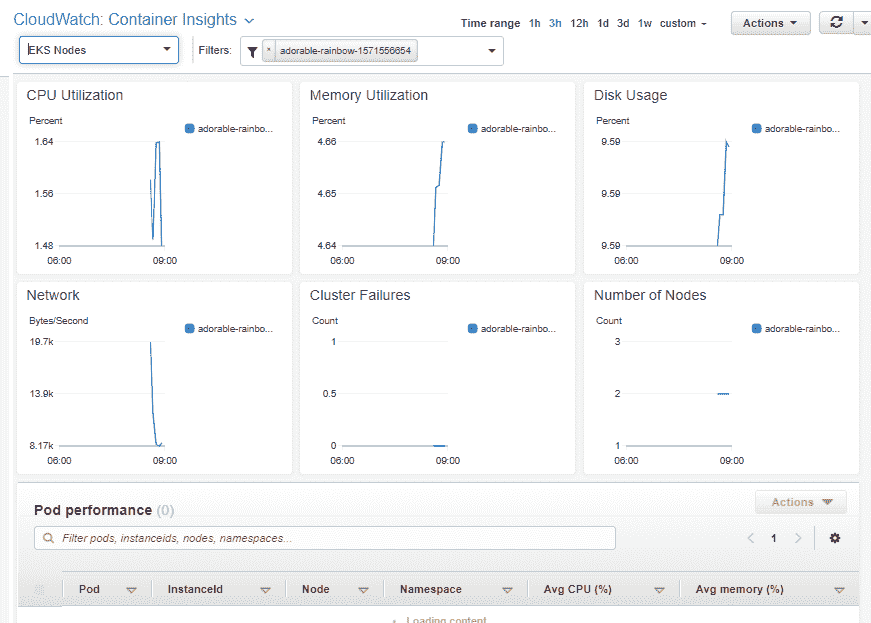 CloudWatch: Container Insights
Time range 1h 3h 12h 1d 3d 1w custom Actions
EKS Nodes Filters: × adorable-rainbow-1571556654
CPU Utilization
Percent
adorable-rainbo...
1.64
1.56
1.48
06:00 09:00
Memory Utilization
Percent
adorable-rainbo...
4.66
4.65
4.64
06:00 09:00
Disk Usage
Percent
adorable-rainbo...
9.59
9.59
9.59
06:00 09:00
Network
Bytes/Second
adorable-rainbo...
19.7k
13.9k
8.17k
06:00 09:00
Cluster Failures
Count
adorable-rainbo...
1
0.5
0
06:00 09:00
Number of Nodes
Count
adorable-rainbo...
3
2
1
06:00 09:00
Pod performance (0) Actions
Filter pods, instanceids, nodes, namespaces... 1
Pod InstanceId Node Namespace Avg CPU (%) Avg memory (%)
Loading content